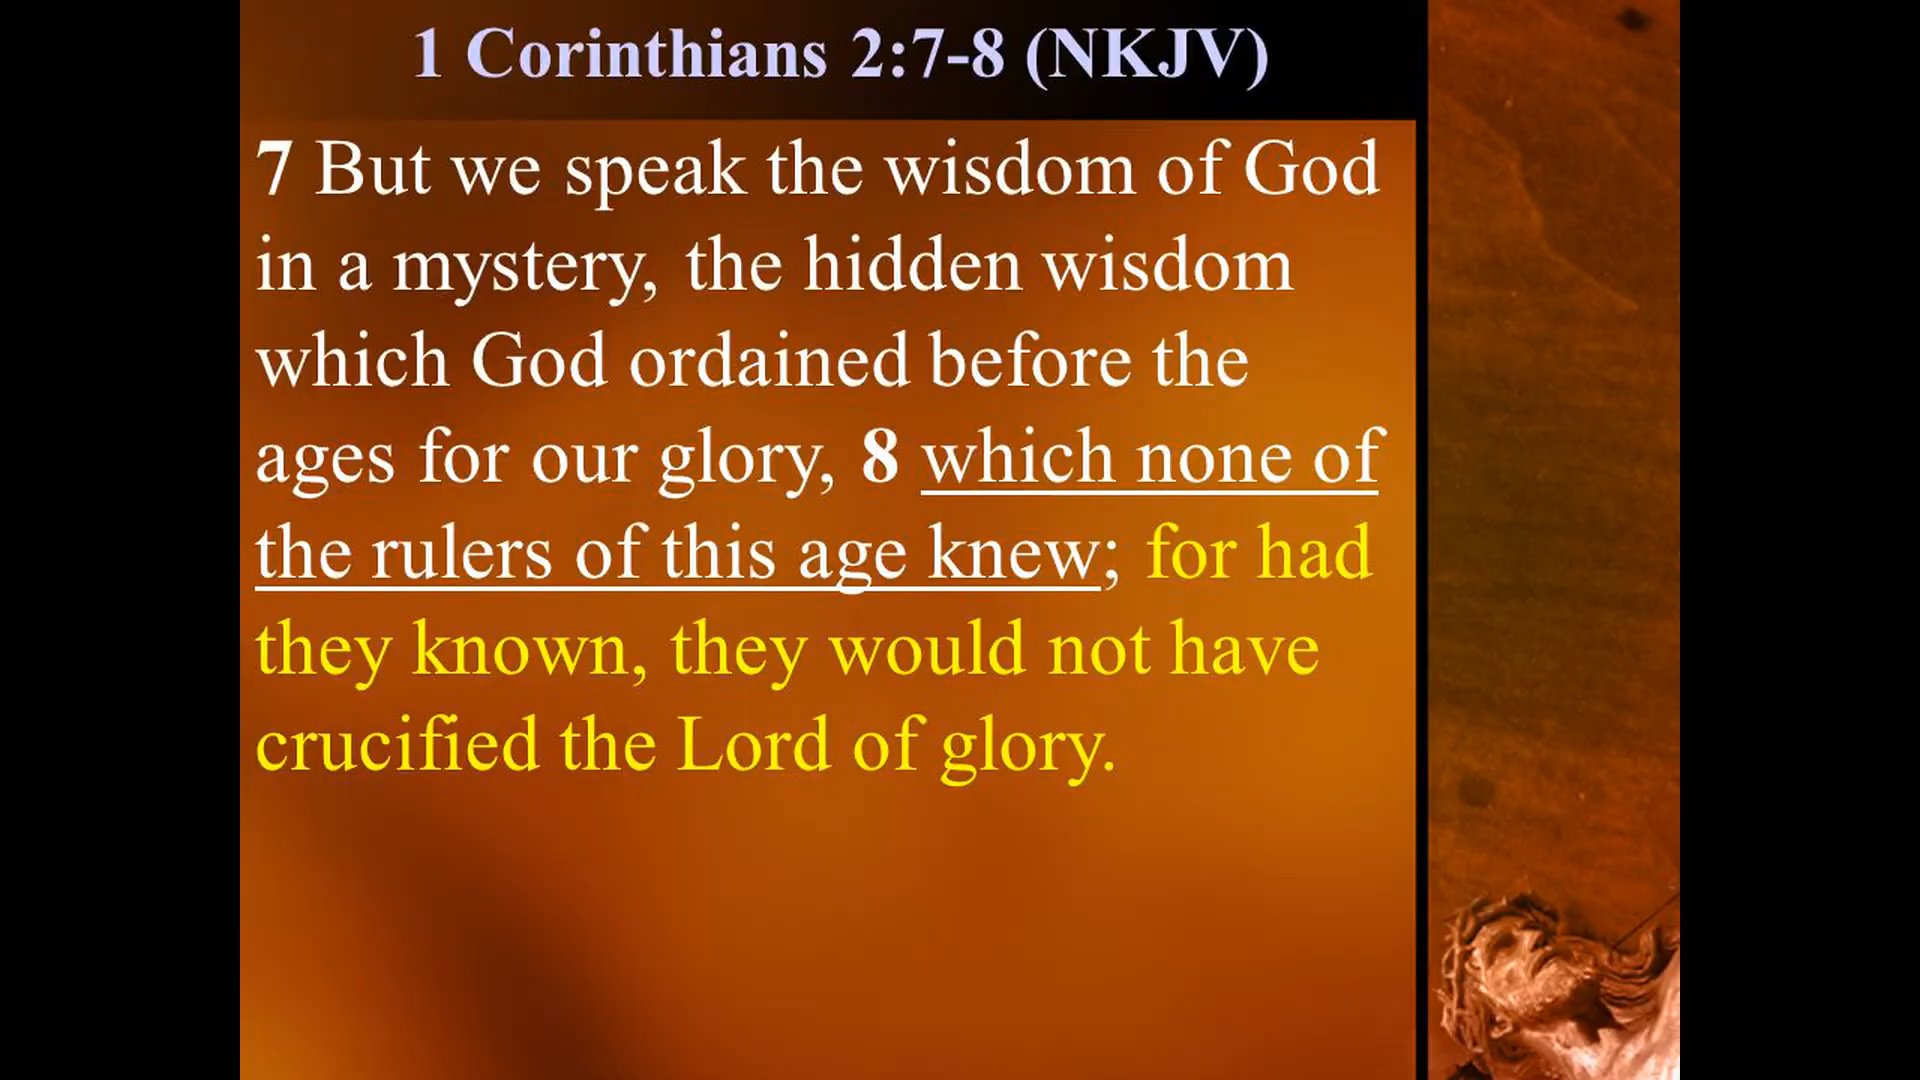 1 Corinthians 2:7-8 (NKJV)
7 But we speak the wisdom of God
in a mystery, the hidden wisdom
which God ordained before the
ages for our glory, 8 which none of
the rulers of this age knew; for had
they known, they would not have
crucified the Lord of glory.